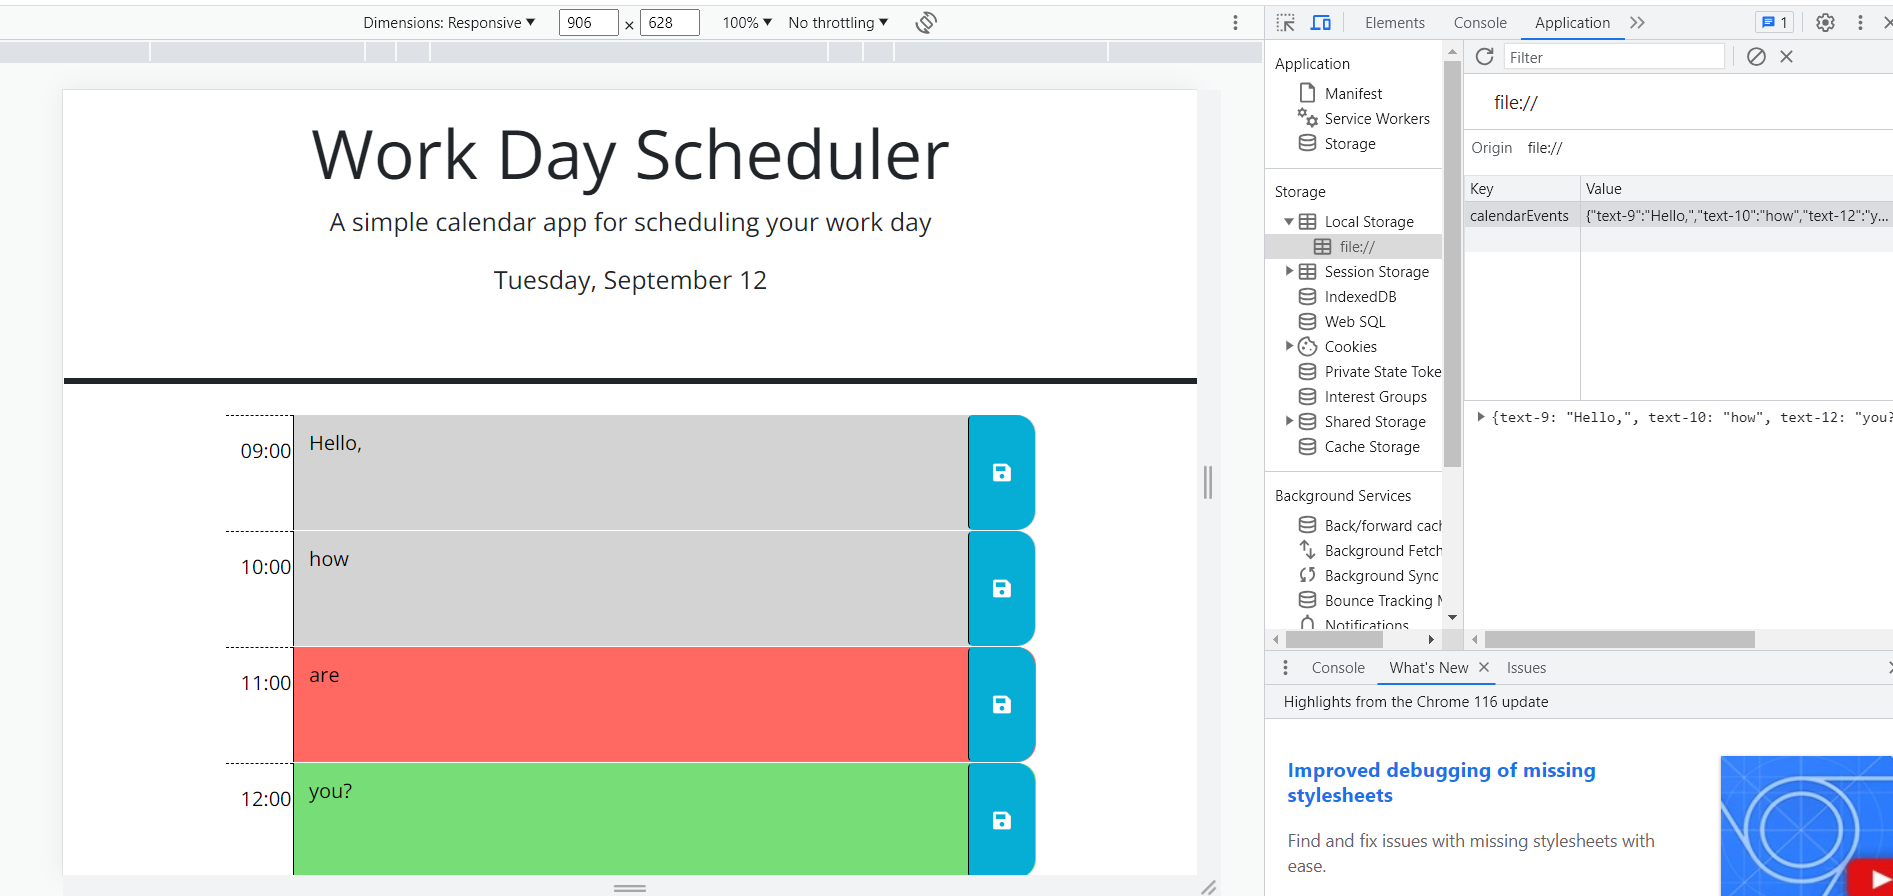 Dimensions: Responsive
906 x 628
100%
No throttling
Work Day Scheduler
A simple calendar app for scheduling your work day
Tuesday, September 12
09:00 Hello,
10:00 how
11:00 are
12:00 you?
Elements Console Application 1
Application
Manifest
Service Workers
Storage
Storage
Local Storage
file://
Session Storage
IndexedDB
Web SQL
Cookies
Private State Toke
Interest Groups
Shared Storage
Cache Storage
Background Services
Back/forward cach
Background Fetch
Background Sync
Bounce Tracking M
Notifications
Filter
file://
Origin file://
Key Value
calendarEvents {"text-9":"Hello,","text-10":"how","text-12":"y...
{text-9: "Hello,", text-10: "how", text-12: "you?
Console What's New Issues
Highlights from the Chrome 116 update
Improved debugging of missing
stylesheets
Find and fix issues with missing stylesheets with
ease.